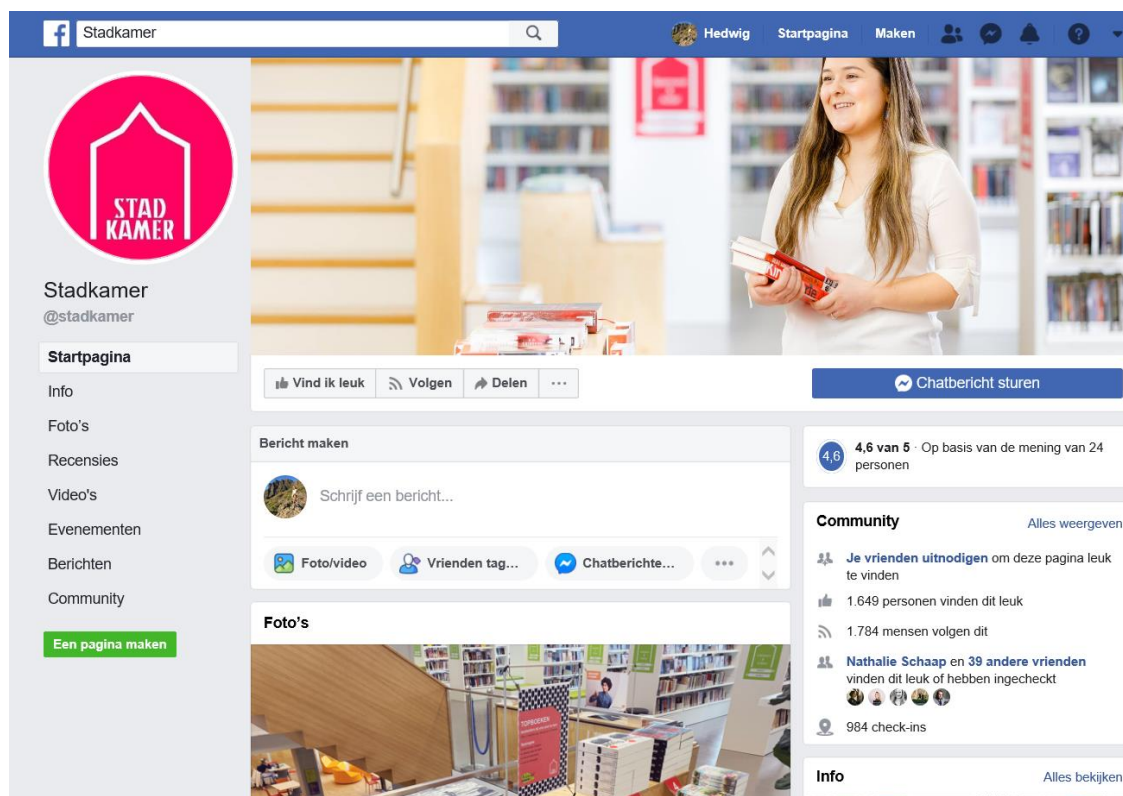 Stadkamer
Hedwig
Startpagina
Maken
STAD
KAMER
Stadkamer
@stadkamer
Startpagina
Info
Foto's
Recensies
Video's
Evenementen
Berichten
Community
Een pagina maken
Vind ik leuk
Volgen
Delen
Chatbericht sturen
Bericht maken
Schrijf een bericht...
Foto/video
Vrienden tag...
Chatberichte...
Foto's
TOPBOEKEN
4,6
4,6 van 5 · Op basis van de mening van 24
personen
Community
Alles weergeven
Je vrienden uitnodigen om deze pagina leuk
te vinden
1.649 personen vinden dit leuk
1.784 mensen volgen dit
Nathalie Schaap en 39 andere vrienden
vinden dit leuk of hebben ingecheckt
984 check-ins
Info
Alles bekijken